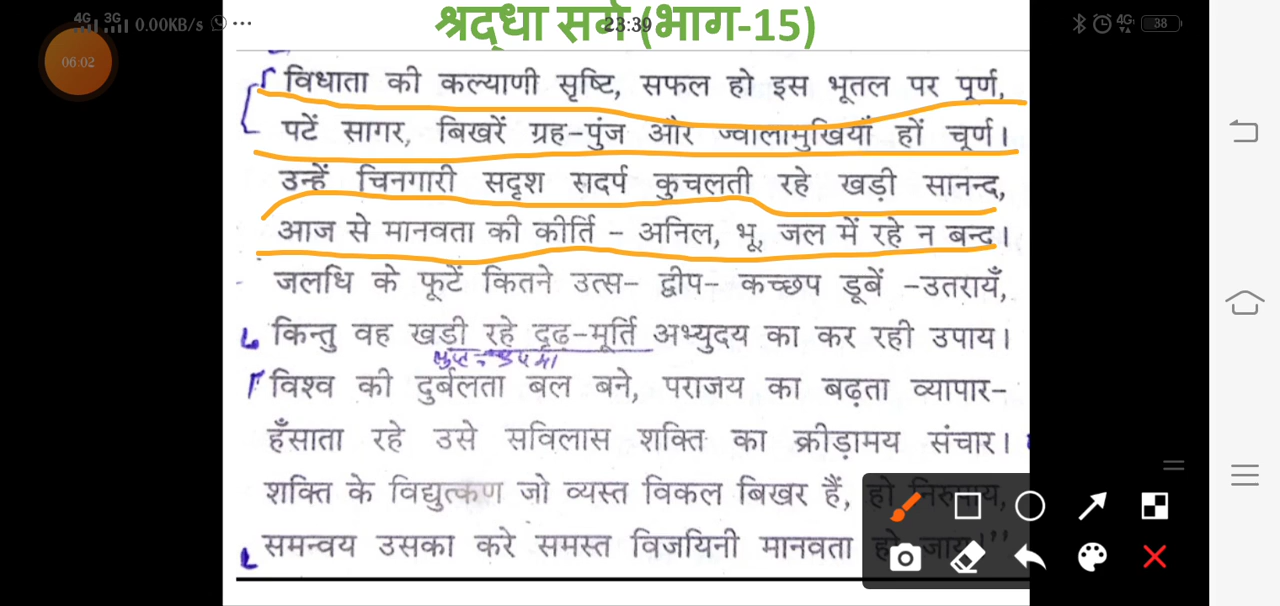 श्रद्धा सर्ग (भाग-15)
4G 3G 0.00KB/s ...
23:39
4G 38
06:02
विधाता की कल्याणी सृष्टि, सफल हो इस भूतल पर पूर्ण,
पटें सागर, बिखरें ग्रह-पुंज और ज्वालामुखियाँ हों चूर्ण।
उन्हें चिनगारी सदृश सदर्प कुचलती रहे खड़ी सानन्द,
आज से मानवता की कीर्ति - अनिल, भू, जल में रहे न बन्द।
जलधि के फूटें कितने उत्स- द्वीप- कच्छप डूबें -उतरायँ,
किन्तु वह खड़ी रहे दृढ़-मूर्ति अभ्युदय का कर रही उपाय।
विश्व की दुर्बलता बल बने, पराजय का बढ़ता व्यापार-
हँसाता रहे उसे सविलास शक्ति का क्रीड़ामय संचार।
शक्ति के विद्युत्कण जो व्यस्त विकल बिखर हैं, हो निरुपाय,
समन्वय उसका करे समस्त विजयिनी मानवता हो जाय।’’